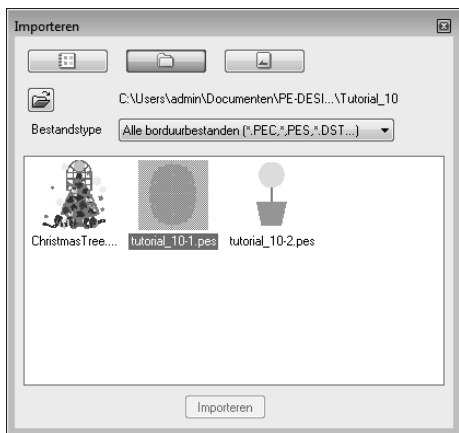 Importeren
C:\Users\admin\Documenten\PE-DESI...\Tutorial_10
Bestandstype
Alle borduurbestanden (*.PEC,*,PES,*.DST...)
ChristmasTree....
tutorial_10-1.pes
tutorial_10-2.pes
Importeren